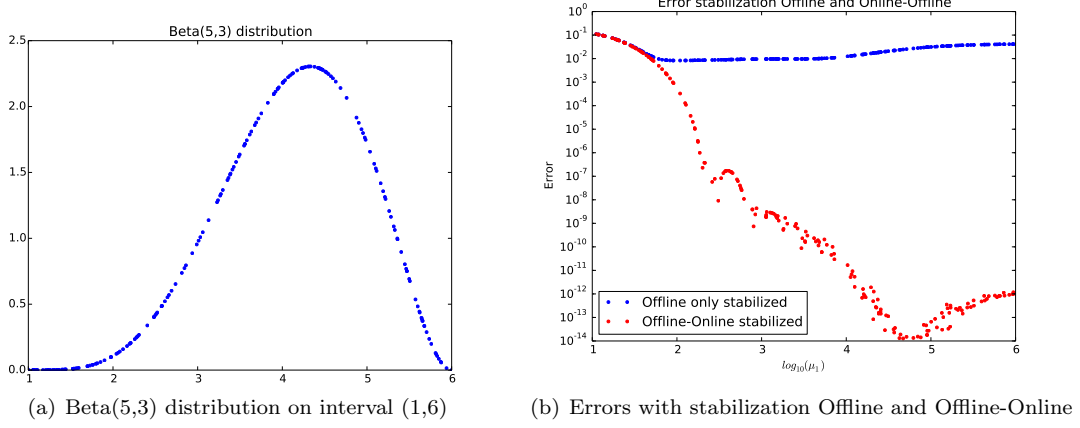 Beta(5,3) distribution
2.5
2.0
1.5
1.0
0.5
0.0
1 2 3 4 5 6
(a) Beta(5,3) distribution on interval (1,6)
Error stabilization Offline and Online-Offline
10^0
10^-1
10^-2
10^-3
10^-4
10^-5
10^-6
10^-7
10^-8
10^-9
10^-10
10^-11
10^-12
10^-13
10^-14
Error
Offline only stabilized
Offline-Online stabilized
1 2 3 4 5 6
log_10(μ_1)
(b) Errors with stabilization Offline and Offline-Online